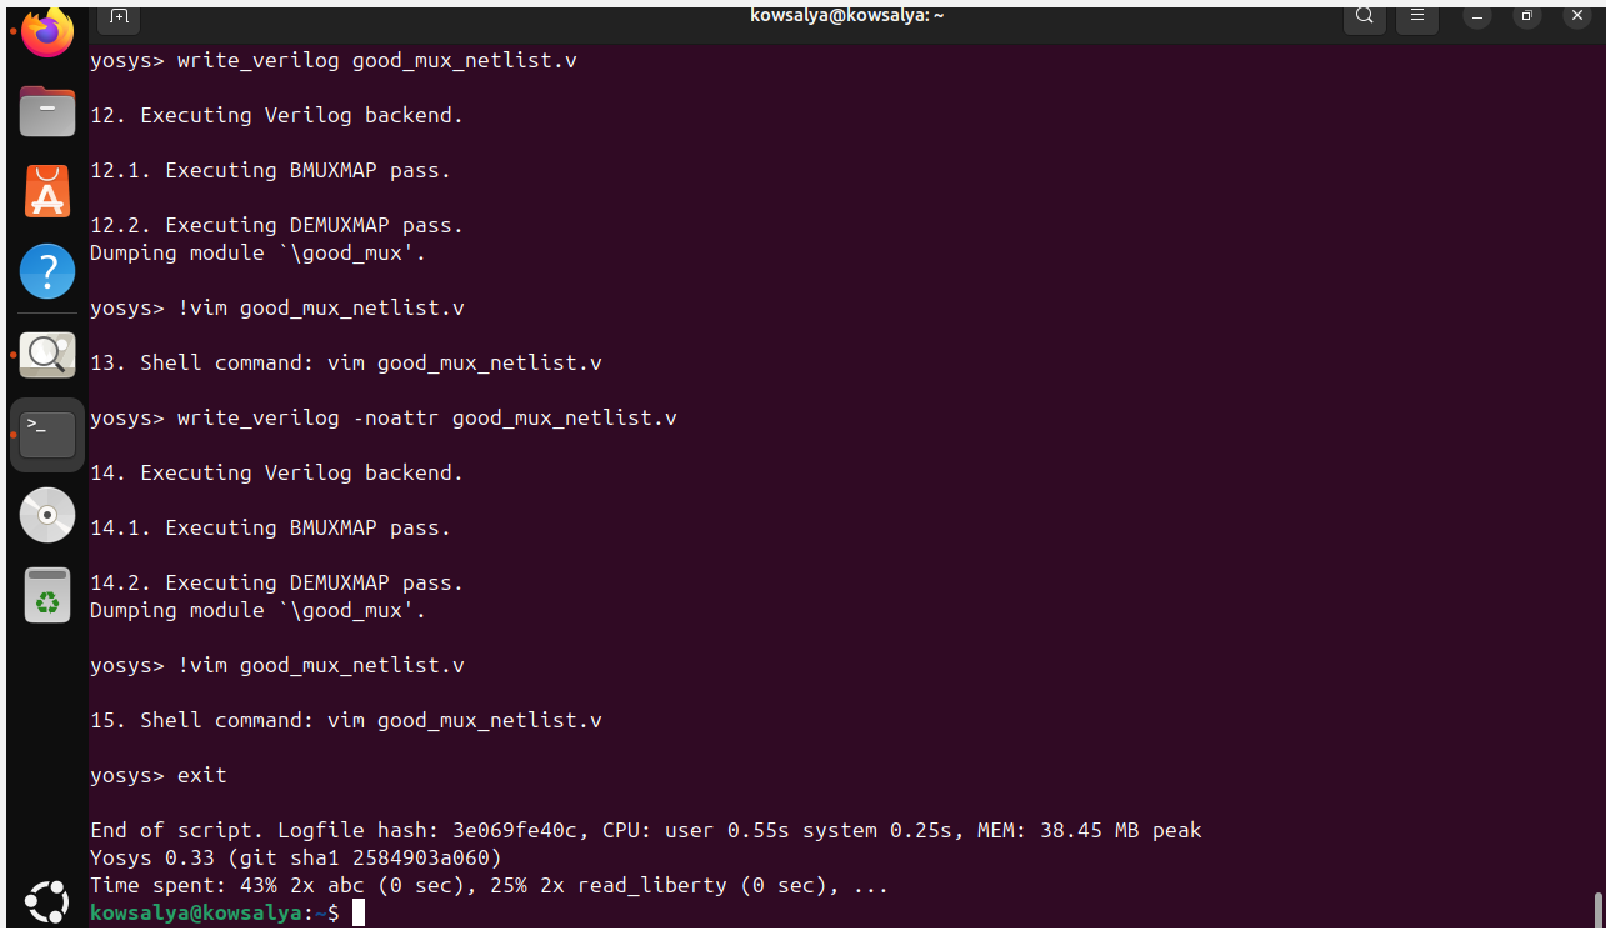 kowsalya@kowsalya: ~
yosys> write_verilog good_mux_netlist.v
12. Executing Verilog backend.
12.1. Executing BMUXMAP pass.
12.2. Executing DEMUXMAP pass.
Dumping module `\good_mux'.
yosys> !vim good_mux_netlist.v
13. Shell command: vim good_mux_netlist.v
yosys> write_verilog -noattr good_mux_netlist.v
14. Executing Verilog backend.
14.1. Executing BMUXMAP pass.
14.2. Executing DEMUXMAP pass.
Dumping module `\good_mux'.
yosys> !vim good_mux_netlist.v
15. Shell command: vim good_mux_netlist.v
yosys> exit
End of script. Logfile hash: 3e069fe40c, CPU: user 0.55s system 0.25s, MEM: 38.45 MB peak
Yosys 0.33 (git sha1 2584903a060)
Time spent: 43% 2x abc (0 sec), 25% 2x read_liberty (0 sec), ...
kowsalya@kowsalya:~$